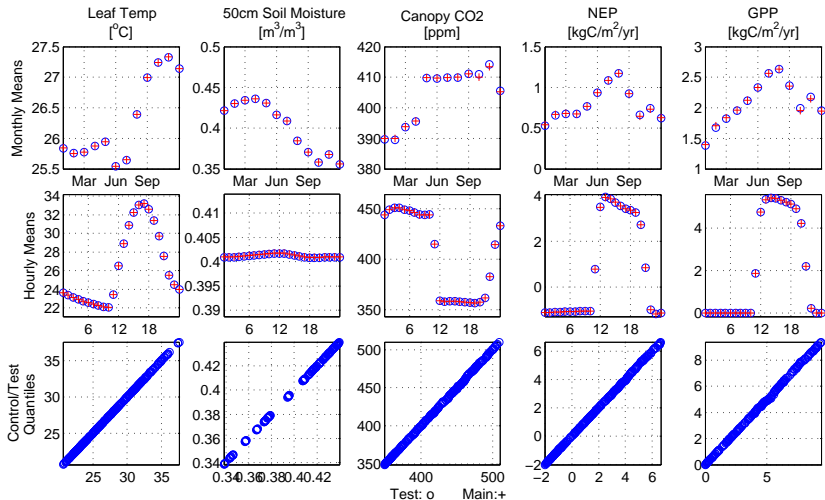 Leaf Temp
[°C]
50cm Soil Moisture
[m³/m³]
Canopy CO2
[ppm]
NEP
[kgC/m²/yr]
GPP
[kgC/m²/yr]
Monthly Means
27.5
27
26.5
26
25.5
Mar Jun Sep
0.5
0.45
0.4
0.35
Mar Jun Sep
420
410
400
390
380
Mar Jun Sep
1.5
1
0.5
0
Mar Jun Sep
3
2.5
2
1.5
1
Mar Jun Sep
Hourly Means
34
32
30
28
26
24
22
6 12 18
0.41
0.405
0.4
0.395
0.39
6 12 18
450
400
350
6 12 18
4
2
0
6 12 18
4
2
0
6 12 18
Control/Test
Quantiles
35
30
25
25 30 35
0.42
0.4
0.38
0.36
0.34
0.34 0.36 0.38 0.40 0.42
500
450
400
350
400 500
6
4
2
0
−2
−2 0 2 4 6
8
6
4
2
0
0 5
Test: o Main:+